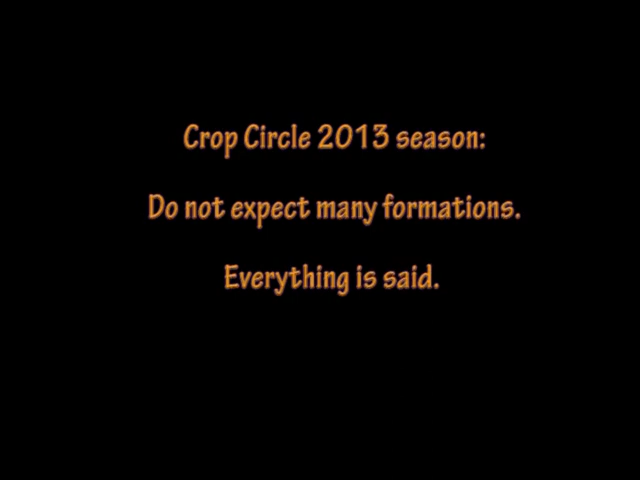 Crop Circle 2013 season:
Do not expect many formations.
Everything is said.